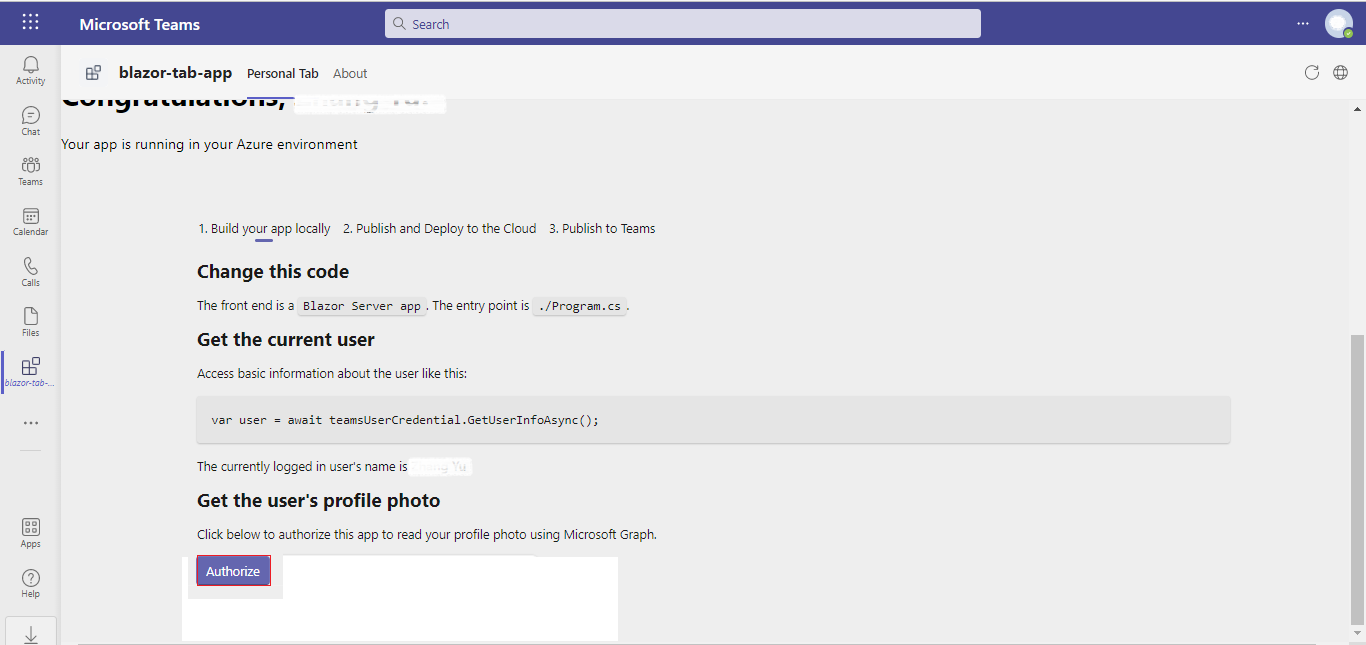 Microsoft Teams
Search
Activity
Chat
Teams
Calendar
Calls
Files
blazor-tab-...
Apps
Help
blazor-tab-app Personal Tab About
Congratulations,
Your app is running in your Azure environment
1. Build your app locally 2. Publish and Deploy to the Cloud 3. Publish to Teams
Change this code
The front end is a Blazor Server app. The entry point is ./Program.cs.
Get the current user
Access basic information about the user like this:
var user = await teamsUserCredential.GetUserInfoAsync();
The currently logged in user's name is
Get the user's profile photo
Click below to authorize this app to read your profile photo using Microsoft Graph.
Authorize